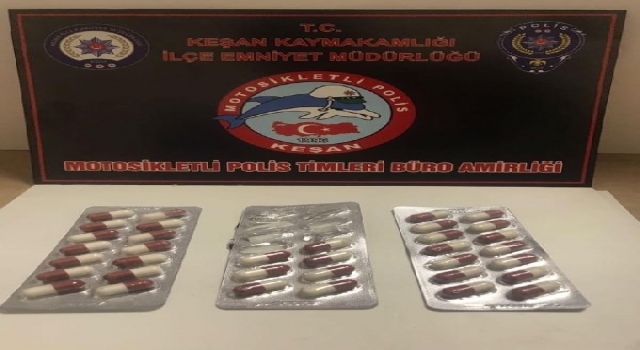 T.C.
KEŞAN KAYMAKAMLIĞI
İLÇE EMNİYET MÜDÜRLÜĞÜ
POLİS
MOTOSİKLETLİ POLİS
KEŞAN
MOTOSİKLETLİ POLİS TİMLERİ BÜRO AMİRLİĞİ